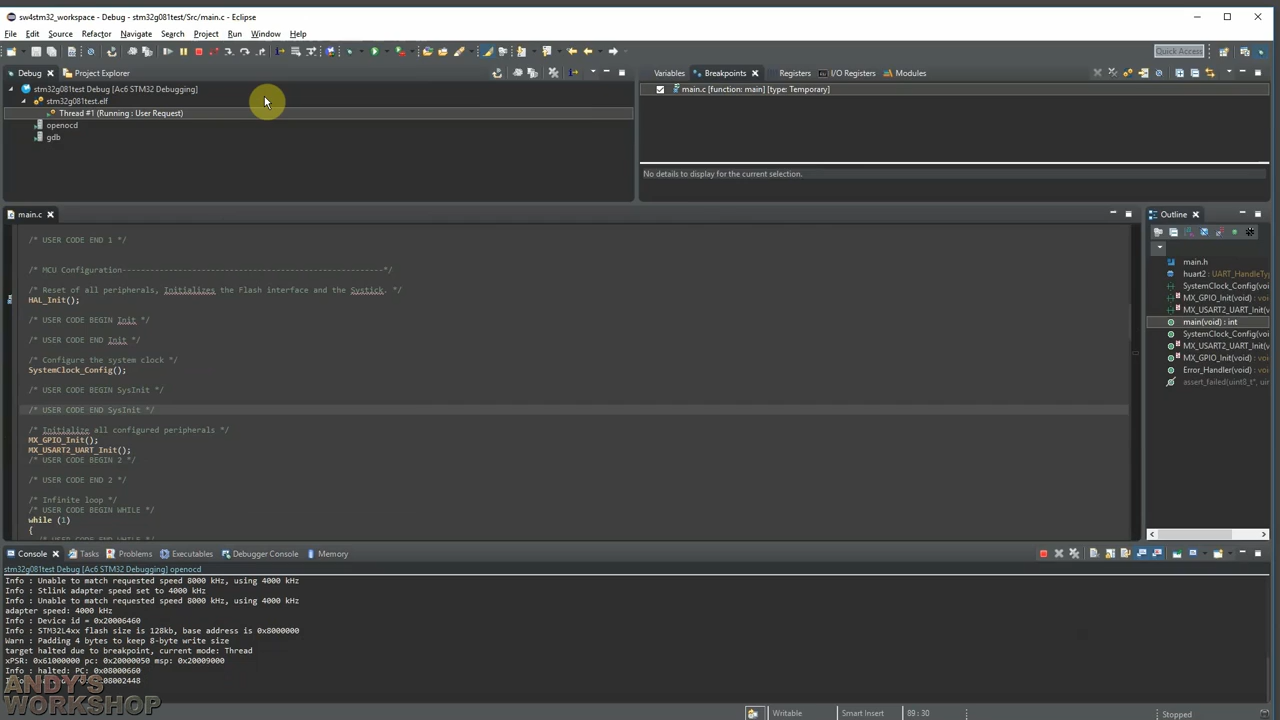 sw4stm32_workspace - Debug - stm32g081test/Src/main.c - Eclipse
File Edit Source Refactor Navigate Search Project Run Window Help
Quick Access
Debug Project Explorer
Variables Breakpoints Registers I/O Registers Modules
stm32g081test Debug [Ac6 STM32 Debugging]
stm32g081test.elf
Thread #1 (Running : User Request)
openocd
gdb
main.c [function: main] [type: Temporary]
No details to display for the current selection.
main.c
/* USER CODE END 1 */
/* MCU Configuration--------------------------------------------------------*/
/* Reset of all peripherals, Initializes the Flash interface and the Systick. */
HAL_Init();
/* USER CODE BEGIN Init */
/* USER CODE END Init */
/* Configure the system clock */
SystemClock_Config();
/* USER CODE BEGIN SysInit */
/* USER CODE END SysInit */
/* Initialize all configured peripherals */
MX_GPIO_Init();
MX_USART2_UART_Init();
/* USER CODE BEGIN 2 */
/* USER CODE END 2 */
/* Infinite loop */
/* USER CODE BEGIN WHILE */
while (1)
{
/* USER CODE END WHILE */
Outline
main.h
huart2 : UART_HandleTy
SystemClock_Config(voi
MX_GPIO_Init(void) : vo
MX_USART2_UART_Init(
main(void) : int
SystemClock_Config(voi
MX_USART2_UART_Init(
MX_GPIO_Init(void) : vo
Error_Handler(void) : vo
assert_failed(uint8_t*, ui
Console Tasks Problems Executables Debugger Console Memory
stm32g081test Debug [Ac6 STM32 Debugging] openocd
Info : Unable to match requested speed 8000 kHz, using 4000 kHz
Info : Stlink adapter speed set to 4000 kHz
Info : Unable to match requested speed 8000 kHz, using 4000 kHz
adapter speed: 4000 kHz
Info : Device id = 0x20006460
Info : STM32L4xx flash size is 128kb, base address is 0x8000000
Warn : Padding 4 bytes to keep 8-byte write size
target halted due to breakpoint, current mode: Thread
xPSR: 0x61000000 pc: 0x20000050 msp: 0x20009000
Info : halted: PC: 0x08000660
ANDY'S
WORKSHOP
Writable Smart Insert 89 : 30 Stopped